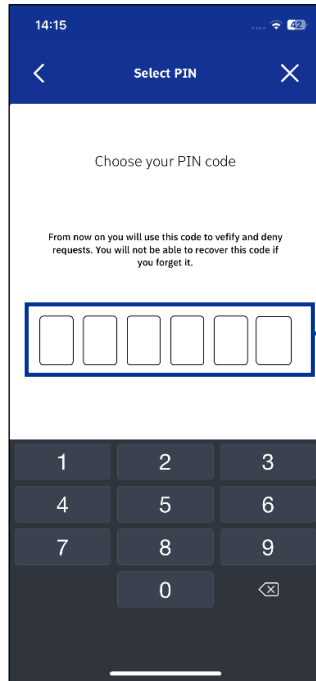 14:15
42
Select PIN
Choose your PIN code
From now on you will use this code to vefify and deny
requests. You will not be able to recover this code if
you forget it.
1 2 3
4 5 6
7 8 9
0